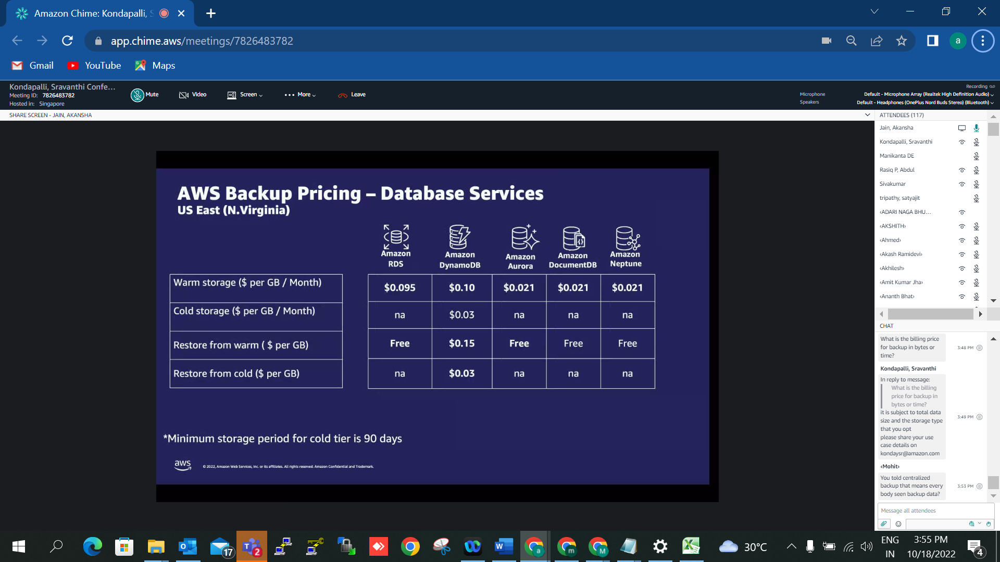 Amazon Chime: Kondapalli, S
app.chime.aws/meetings/7826483782
a
Gmail
YouTube
Maps
Kondapalli, Sravanthi Confe...
Meeting ID: 7826483782
Hosted in: Singapore
Mute
Video
Screen
More
Leave
Recording
Microphone
Default - Microphone Array (Realtek High Definition Audio)
Speakers
Default - Headphones (OnePlus Nord Buds Stereo) (Bluetooth)
SHARE SCREEN - JAIN, AKANSHA
AWS Backup Pricing – Database Services
US East (N.Virginia)
Amazon RDS
Amazon DynamoDB
Amazon Aurora
Amazon DocumentDB
Amazon Neptune
Warm storage ($ per GB / Month) $0.095 $0.10 $0.021 $0.021 $0.021
Cold storage ($ per GB / Month) na $0.03 na na na
Restore from warm ( $ per GB) Free $0.15 Free Free Free
Restore from cold ($ per GB) na $0.03 na na na
*Minimum storage period for cold tier is 90 days
aws
© 2022, Amazon Web Services, Inc. or its affiliates. All rights reserved. Amazon Confidential and Trademark.
ATTENDEES (117)
Jain, Akansha
Kondapalli, Sravanthi
Manikanta DE
Rasiq P, Abdul
Sivakumar
tripathy, satyajit
‹ADARI NAGA BHU...
‹AKSHITH›
‹Ahmed›
‹Akash Ramidevi›
‹Akhilesh›
‹Amit Kumar Jha›
‹Ananth Bhat›
CHAT
What is the billing price
for backup in bytes or
time?
3:48 PM
Kondapalli, Sravanthi
In reply to message:
What is the billing
price for backup in
bytes or time?
it is subject to total data
size and the storage type
that you opt
please share your use
case details on
kondaysr@amazon.com
3:49 PM
‹Mohit›
You told centralized
backup that means every
body seen backup data?
3:53 PM
Message all attendees
17
T
2
W
a
m
M
30°C
ENG
IN
3:55 PM
10/18/2022
4